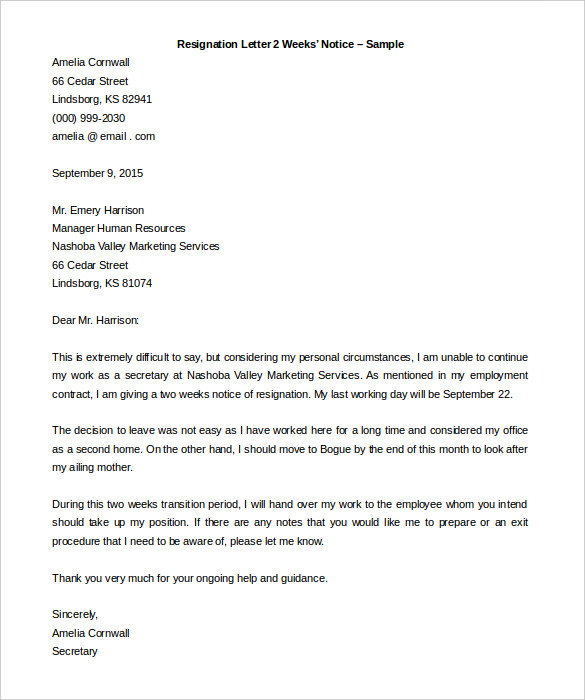 Resignation Letter 2 Weeks' Notice – Sample
Amelia Cornwall
66 Cedar Street
Lindsborg, KS 82941
(000) 999-2030
amelia @ email . com
September 9, 2015
Mr. Emery Harrison
Manager Human Resources
Nashoba Valley Marketing Services
66 Cedar Street
Lindsborg, KS 81074
Dear Mr. Harrison:
This is extremely difficult to say, but considering my personal circumstances, I am unable to continue
my work as a secretary at Nashoba Valley Marketing Services. As mentioned in my employment
contract, I am giving a two weeks notice of resignation. My last working day will be September 22.
The decision to leave was not easy as I have worked here for a long time and considered my office
as a second home. On the other hand, I should move to Bogue by the end of this month to look after
my ailing mother.
During this two weeks transition period, I will hand over my work to the employee whom you intend
should take up my position. If there are any notes that you would like me to prepare or an exit
procedure that I need to be aware of, please let me know.
Thank you very much for your ongoing help and guidance.
Sincerely,
Amelia Cornwall
Secretary